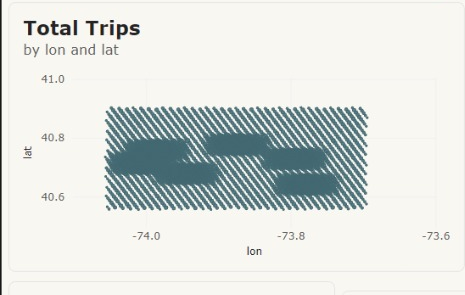 Total Trips
by lon and lat
41.0
40.8
40.6
lat
-74.0 -73.8 -73.6
lon